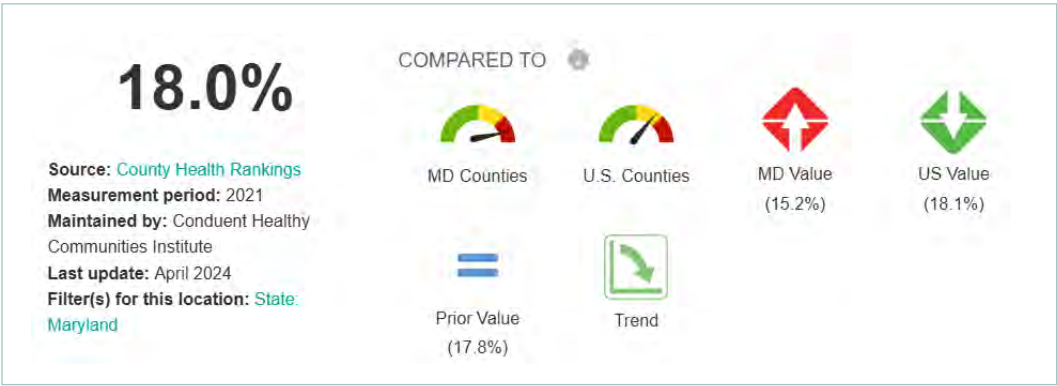 18.0%
Source: County Health Rankings
Measurement period: 2021
Maintained by: Conduent Healthy
Communities Institute
Last update: April 2024
Filter(s) for this location: State:
Maryland
COMPARED TO
MD Counties
U.S. Counties
MD Value
(15.2%)
US Value
(18.1%)
Prior Value
(17.8%)
Trend